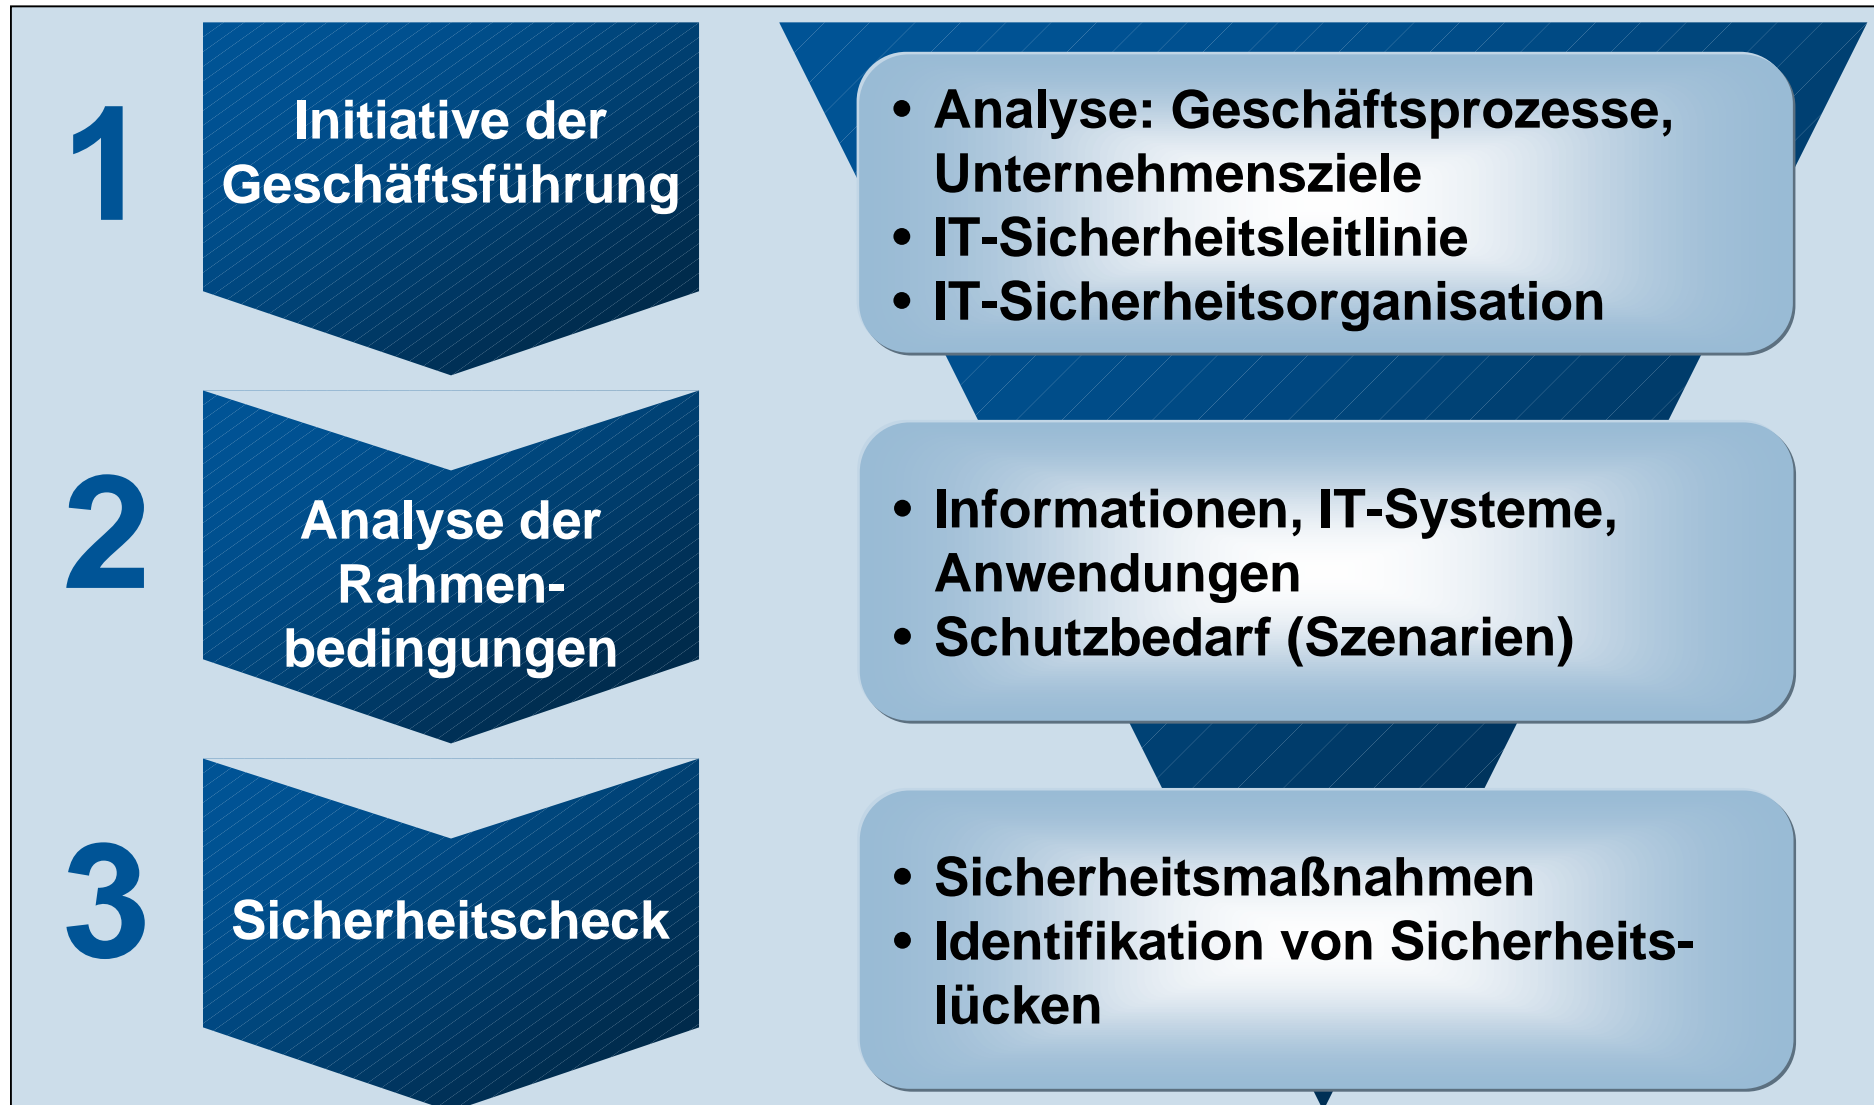 1
Initiative der
Geschäftsführung
• Analyse: Geschäftsprozesse,
Unternehmensziele
• IT-Sicherheitsleitlinie
• IT-Sicherheitsorganisation
2
Analyse der
Rahmen-
bedingungen
• Informationen, IT-Systeme,
Anwendungen
• Schutzbedarf (Szenarien)
3
Sicherheitscheck
• Sicherheitsmaßnahmen
• Identifikation von Sicherheits-
lücken